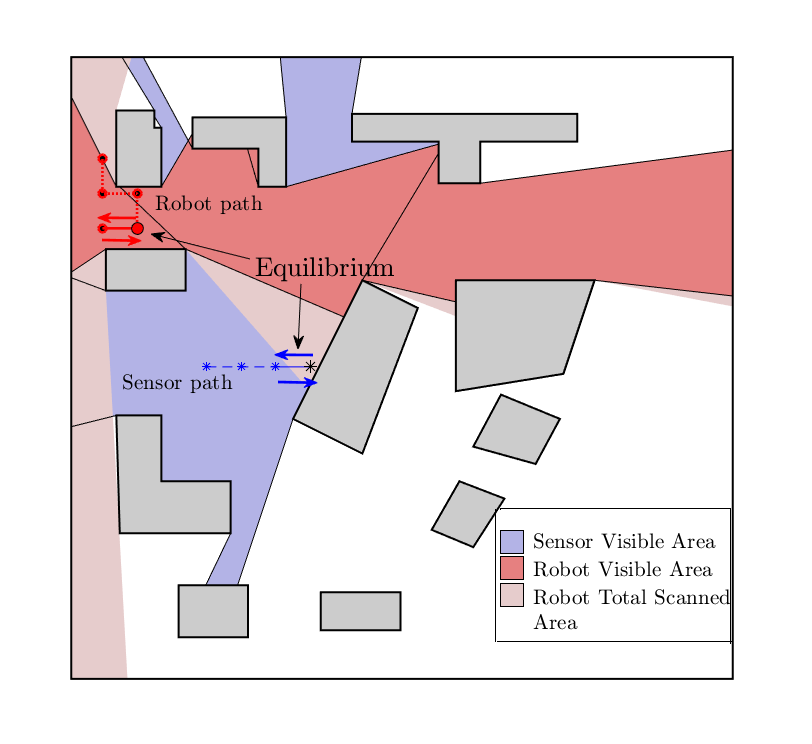 Robot path
Equilibrium
Sensor path
Sensor Visible Area
Robot Visible Area
Robot Total Scanned
Area